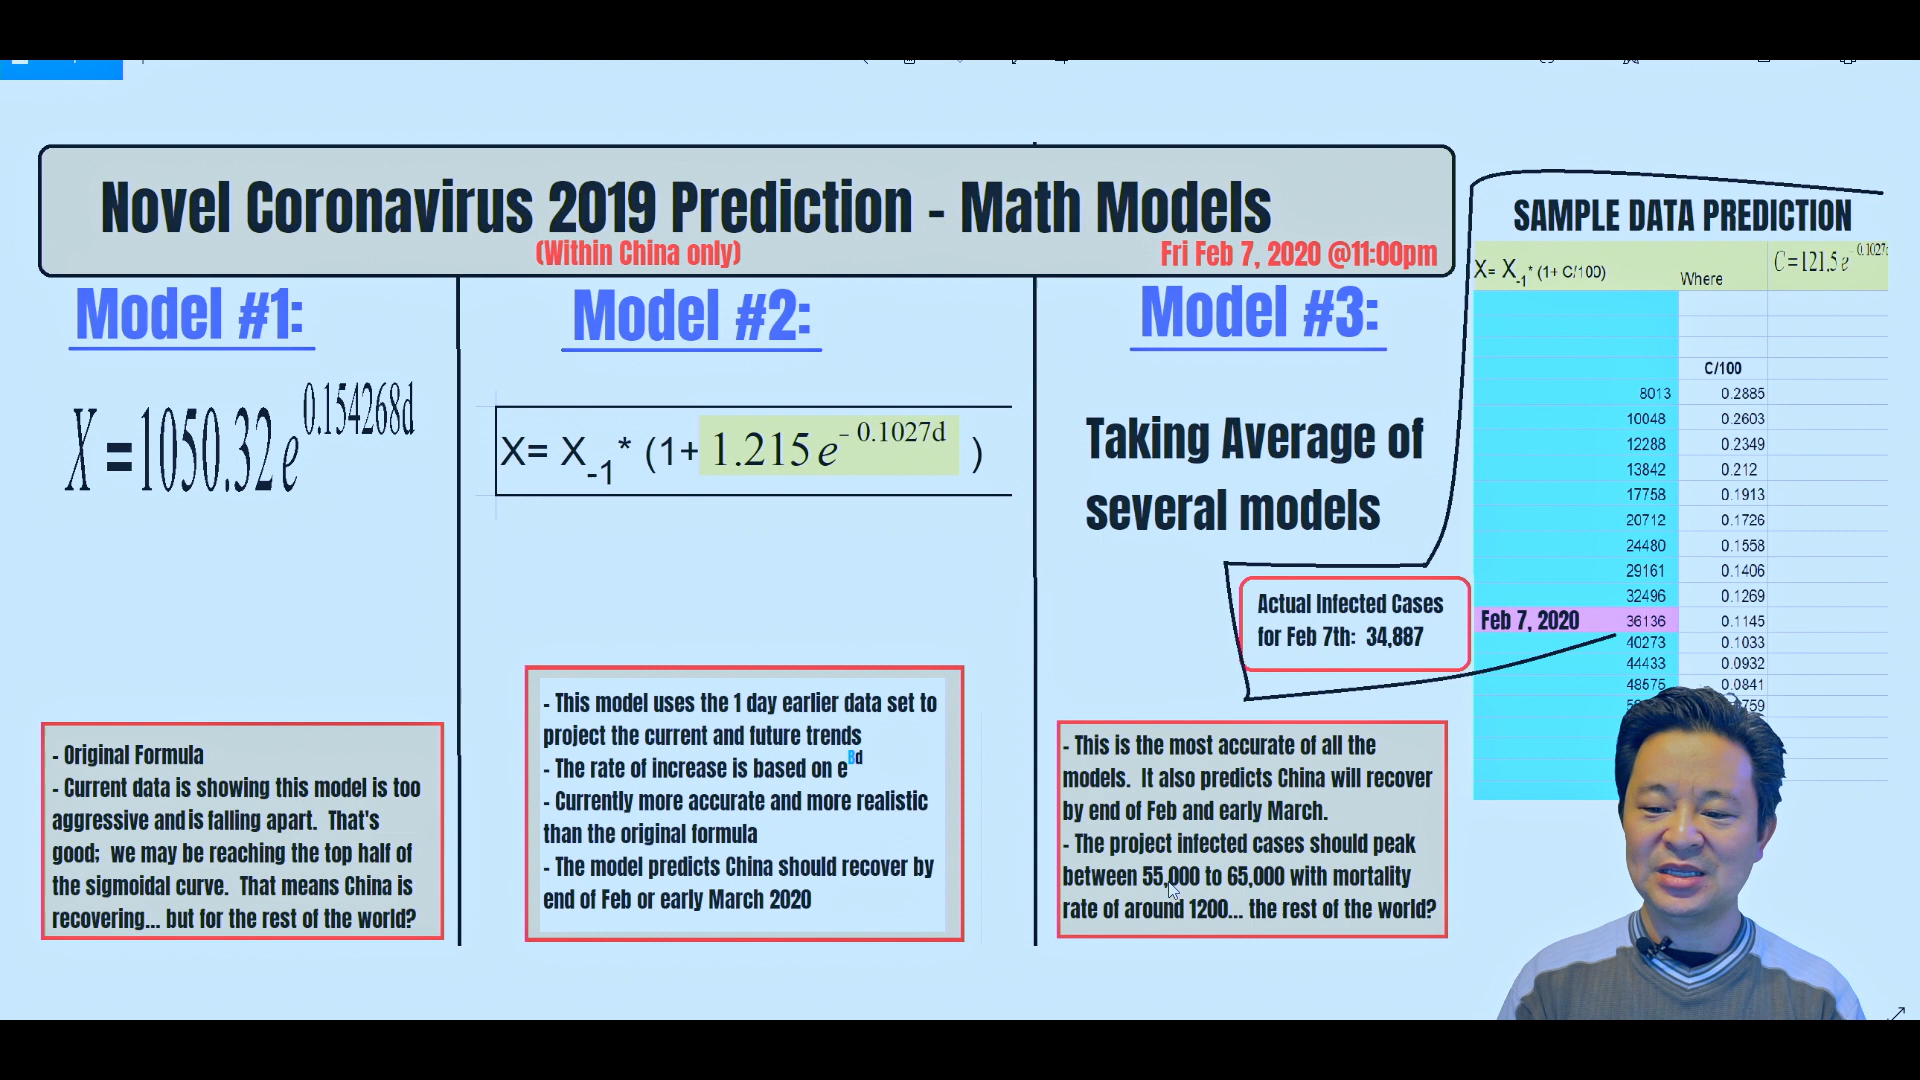 Novel Coronavirus 2019 Prediction - Math Models
(Within China only)
Fri Feb 7, 2020 @11:00pm
Model #1:
X = 1050.32 e^0.154268d
- Original Formula
- Current data is showing this model is too
aggressive and is falling apart. That's
good; we may be reaching the top half of
the sigmoidal curve. That means China is
recovering... but for the rest of the world?
Model #2:
X= X_-1 * (1+ 1.215 e^- 0.1027d )
- This model uses the 1 day earlier data set to
project the current and future trends
- The rate of increase is based on e^Bd
- Currently more accurate and more realistic
than the original formula
- The model predicts China should recover by
end of Feb or early March 2020
Model #3:
Taking Average of
several models
Actual Infected Cases
for Feb 7th: 34,887
- This is the most accurate of all the
models. It also predicts China will recover
by end of Feb and early March.
- The project infected cases should peak
between 55,000 to 65,000 with mortality
rate of around 1200... the rest of the world?
SAMPLE DATA PREDICTION
X= X_-1 * (1+ C/100) Where C = 121.5 e^- 0.1027
C/100
8013 0.2885
10048 0.2603
12288 0.2349
13842 0.212
17758 0.1913
20712 0.1726
24480 0.1558
29161 0.1406
32496 0.1269
Feb 7, 2020 36136 0.1145
40273 0.1033
44433 0.0932
48575 0.0841
759